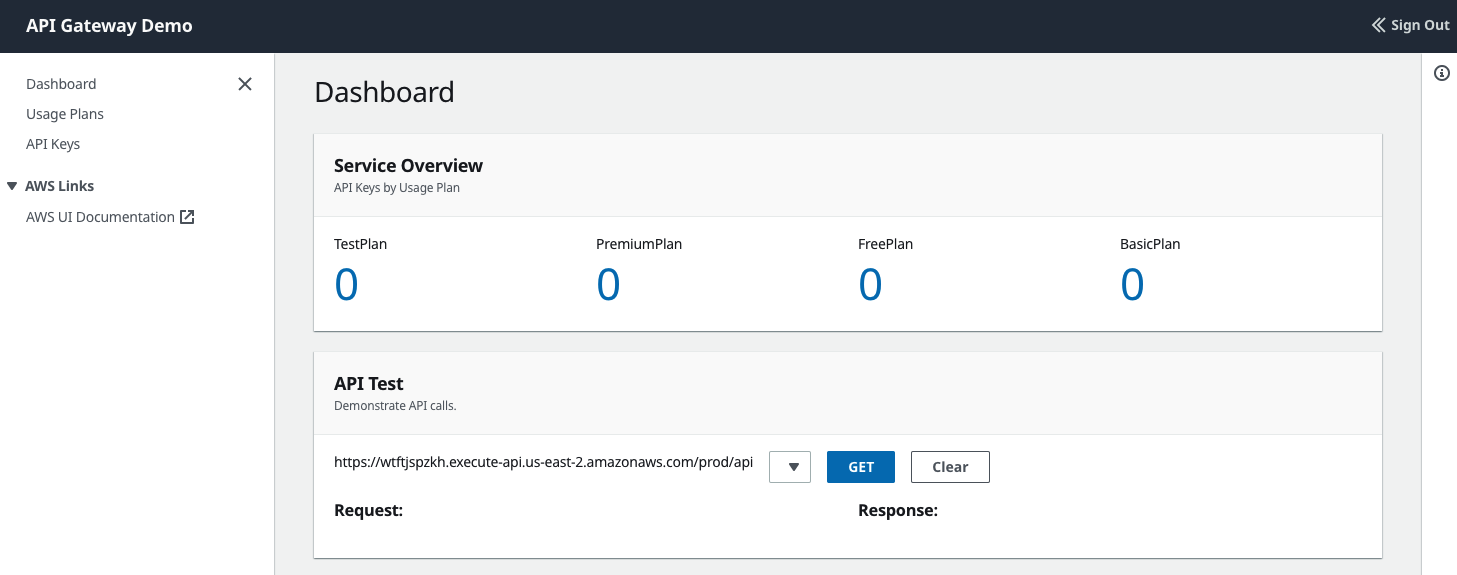 API Gateway Demo
Sign Out
Dashboard
Usage Plans
API Keys
AWS Links
AWS UI Documentation
Dashboard
Service Overview
API Keys by Usage Plan
TestPlan PremiumPlan FreePlan BasicPlan
0 0 0 0
API Test
Demonstrate API calls.
https://wtftjspzkh.execute-api.us-east-2.amazonaws.com/prod/api GET Clear
Request: Response: